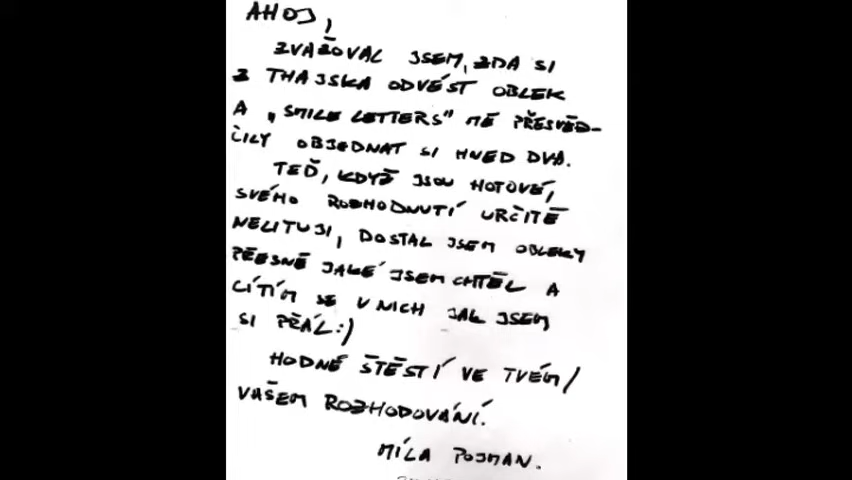 AHOJ,
ZVAŽOVAL JSEM, ZDA SI
Z THAJSKA ODVÉST OBLEK
A „SMILE LETTERS" MĚ PŘESVĚD-
ČILY OBJEDNAT SI HNED DVA.
TEĎ, KDYŽ JSOU HOTOVÉ,
SVÉHO ROZHODNUTÍ URČITĚ
NELITUJI, DOSTAL JSEM OBLEKY
PŘESNĚ JAKÉ JSEM CHTĚL A
CÍTÍM SE V NICH JAK JSEM
SI PŘÁL:)
HODNĚ ŠTĚSTÍ VE TVÉM/
VAŠEM ROZHODOVÁNÍ.
MÍLA POJMAN.